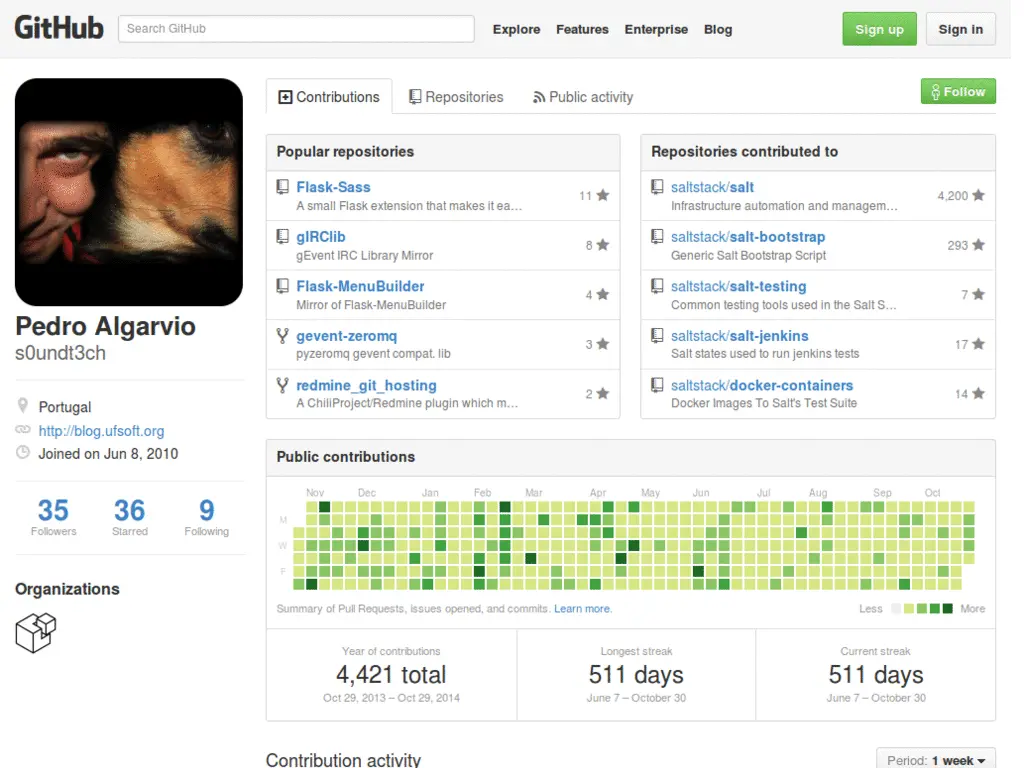 GitHub
Search GitHub
Explore Features Enterprise Blog
Sign up
Sign in
Contributions
Repositories
Public activity
Follow
Pedro Algarvio
s0undt3ch
Portugal
http://blog.ufsoft.org
Joined on Jun 8, 2010
35 36 9
Followers Starred Following
Organizations
Popular repositories
Flask-Sass
A small Flask extension that makes it ea…
11
gIRClib
gEvent IRC Library Mirror
8
Flask-MenuBuilder
Mirror of Flask-MenuBuilder
4
gevent-zeromq
pyzeromq gevent compat. lib
3
redmine_git_hosting
A ChiliProject/Redmine plugin which m…
2
Repositories contributed to
saltstack/salt
Infrastructure automation and managem…
4,200
saltstack/salt-bootstrap
Generic Salt Bootstrap Script
293
saltstack/salt-testing
Common testing tools used in the Salt S…
7
saltstack/salt-jenkins
Salt states used to run jenkins tests
17
saltstack/docker-containers
Docker Images To Salt's Test Suite
14
Public contributions
Nov Dec Jan Feb Mar Apr May Jun Jul Aug Sep Oct
M
W
F
Summary of Pull Requests, issues opened, and commits. Learn more.
Less More
Year of contributions
4,421 total
Oct 29, 2013 – Oct 29, 2014
Longest streak
511 days
June 7 – October 30
Current streak
511 days
June 7 – October 30
Contribution activity
Period: 1 week